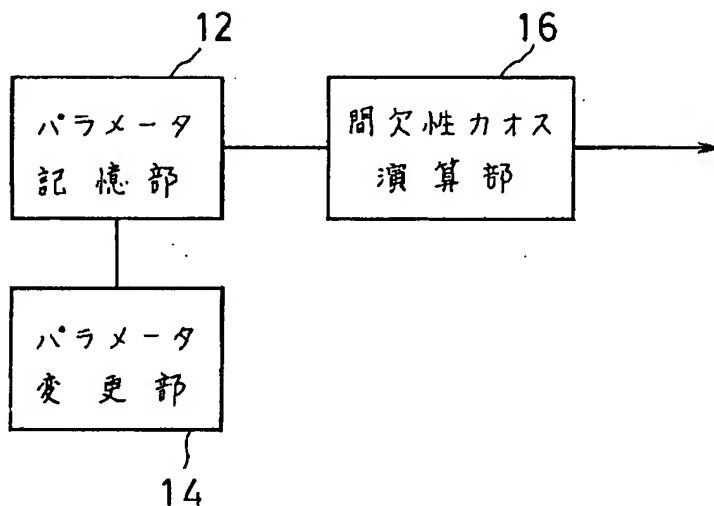 12
パラメータ
記憶部
16
間欠性カオス
演算部
パラメータ
変更部
14